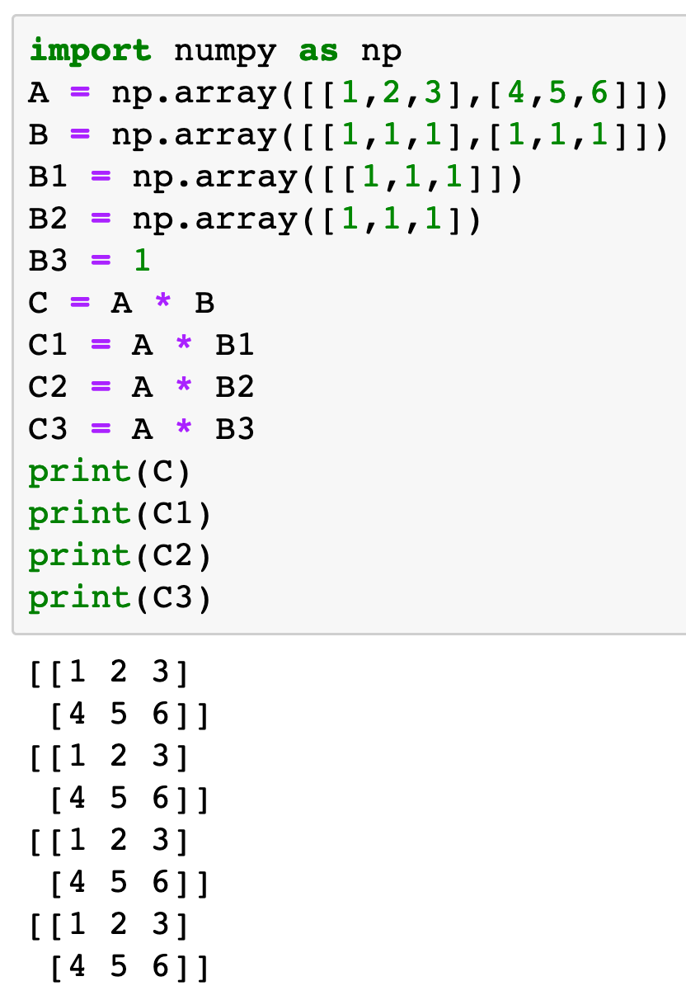 import numpy as np
A = np.array([[1,2,3],[4,5,6]])
B = np.array([[1,1,1],[1,1,1]])
B1 = np.array([[1,1,1]])
B2 = np.array([1,1,1])
B3 = 1
C = A * B
C1 = A * B1
C2 = A * B2
C3 = A * B3
print(C)
print(C1)
print(C2)
print(C3)
[[1 2 3]
 [4 5 6]]
[[1 2 3]
 [4 5 6]]
[[1 2 3]
 [4 5 6]]
[[1 2 3]
 [4 5 6]]